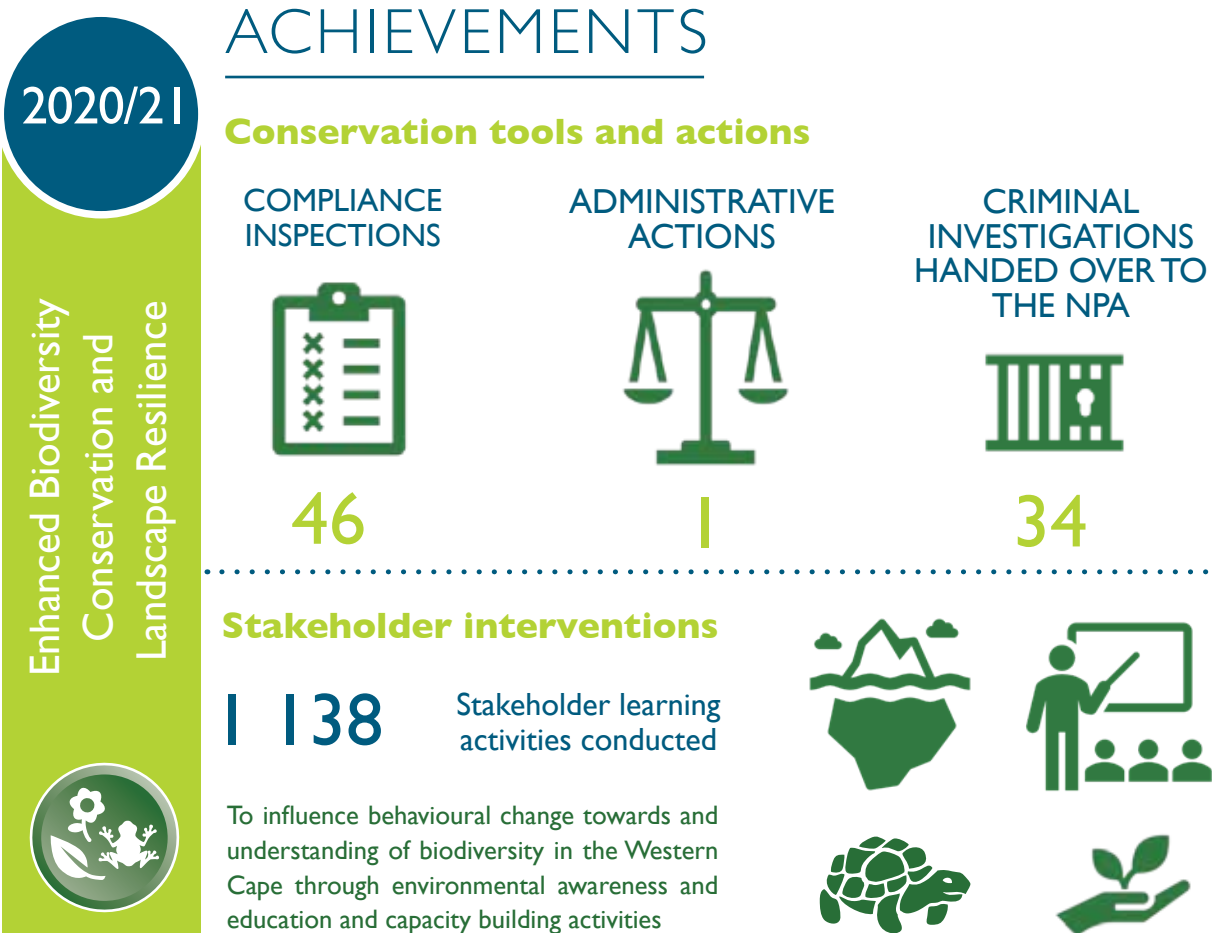 2020/21
Enhanced Biodiversity
Conservation and
Landscape Resilience
ACHIEVEMENTS
Conservation tools and actions
COMPLIANCE
INSPECTIONS
46
ADMINISTRATIVE
ACTIONS
1
CRIMINAL
INVESTIGATIONS
HANDED OVER TO
THE NPA
34
Stakeholder interventions
1 138
Stakeholder learning
activities conducted
To influence behavioural change towards and
understanding of biodiversity in the Western
Cape through environmental awareness and
education and capacity building activities